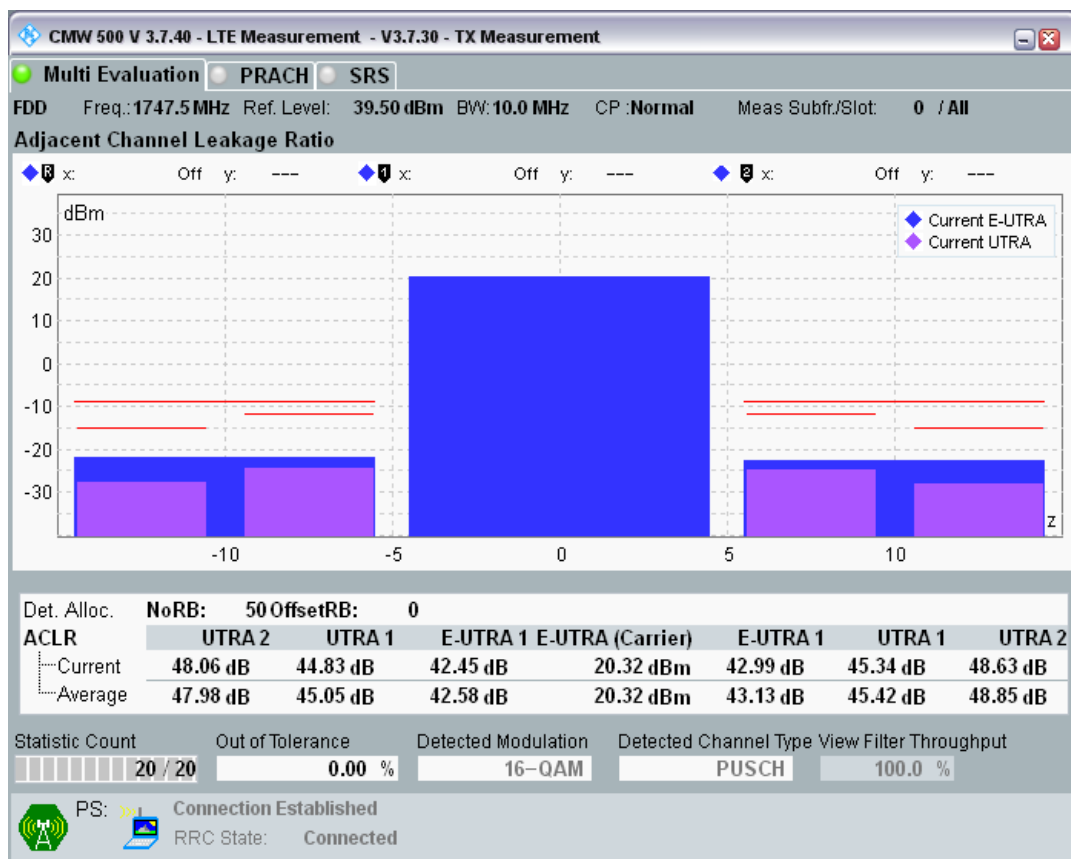 CMW 500 V 3.7.40 - LTE Measurement - V3.7.30 - TX Measurement
Multi Evaluation PRACH SRS
FDD Freq.: 1747.5 MHz Ref. Level: 39.50 dBm BW: 10.0 MHz CP :Normal Meas Subfr./Slot: 0 / All
Adjacent Channel Leakage Ratio
R x: Off y: --- 1 x: Off y: --- 2 x: Off y: ---
dBm
Current E-UTRA
Current UTRA
30
20
10
0
-10
-20
-30
z
-10 -5 0 5 10
Det. Alloc. NoRB: 50 OffsetRB: 0
ACLR UTRA 2 UTRA 1 E-UTRA 1 E-UTRA (Carrier) E-UTRA 1 UTRA 1 UTRA 2
Current 48.06 dB 44.83 dB 42.45 dB 20.32 dBm 42.99 dB 45.34 dB 48.63 dB
Average 47.98 dB 45.05 dB 42.58 dB 20.32 dBm 43.13 dB 45.42 dB 48.85 dB
Statistic Count Out of Tolerance Detected Modulation Detected Channel Type View Filter Throughput
20 / 20 0.00 % 16-QAM PUSCH 100.0 %
PS: Connection Established
RRC State: Connected